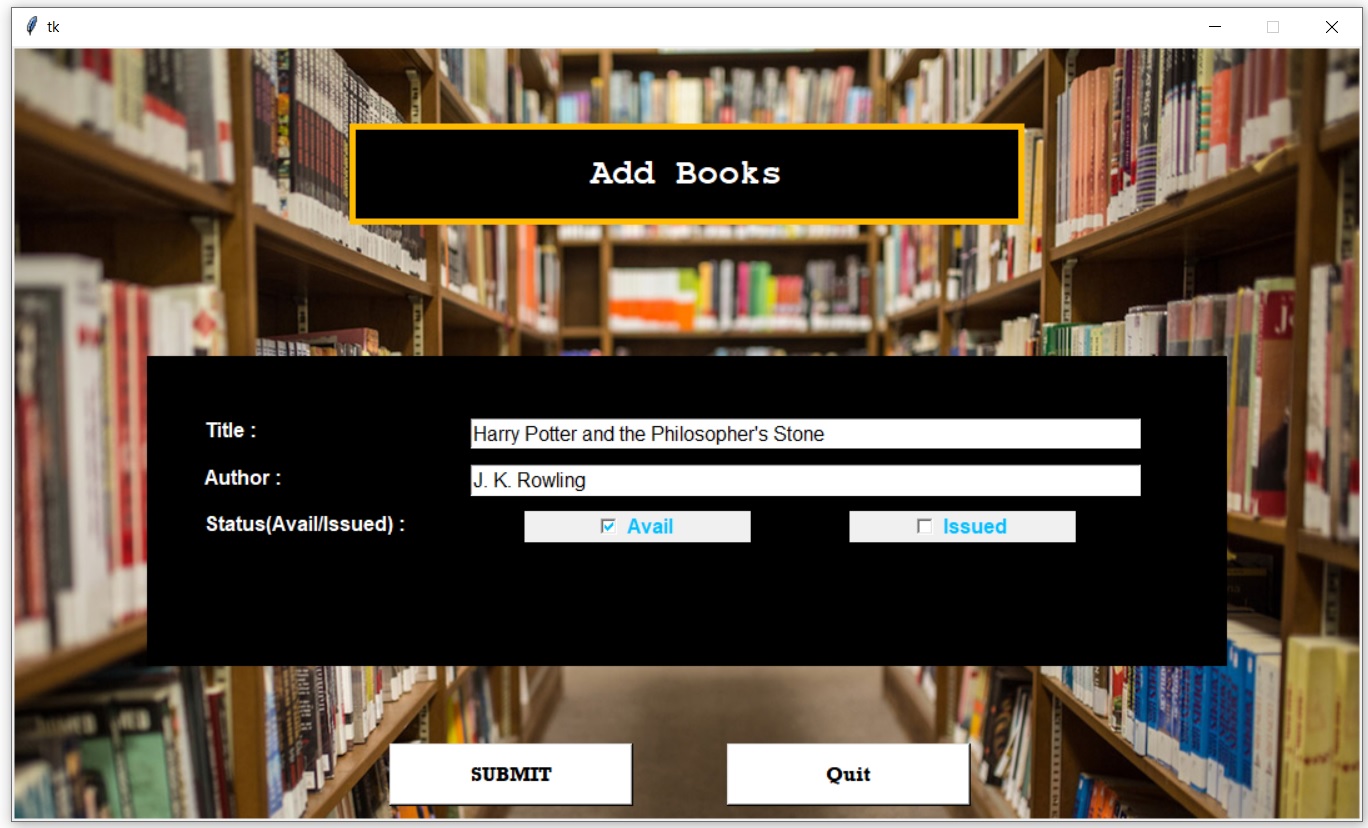 tk
Add Books
Title :
Harry Potter and the Philosopher's Stone
Author :
J. K. Rowling
Status(Avail/Issued) :
Avail
Issued
SUBMIT
Quit